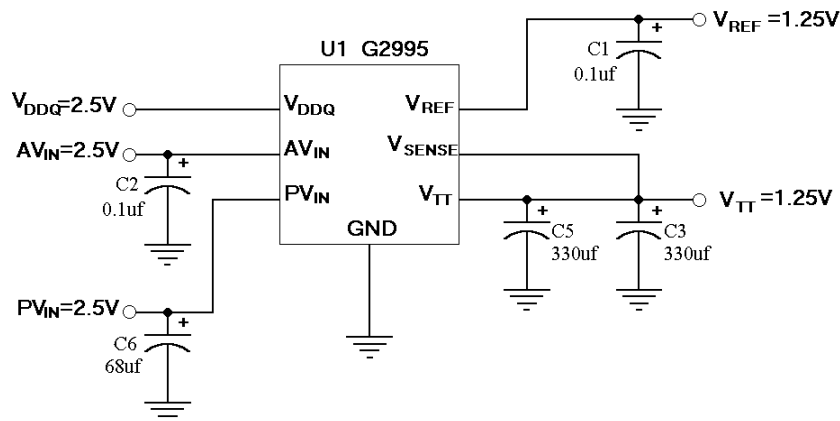 U1 G2995
VREF=1.25V
C1
0.1uf
VDDQ=2.5V
VDDQ
VREF
AVIN=2.5V
AVIN
VSENSE
C2
0.1uf
PVIN
VTT
VTT=1.25V
GND
C5
330uf
C3
330uf
PVIN=2.5V
C6
68uf
+
+
+
+
+